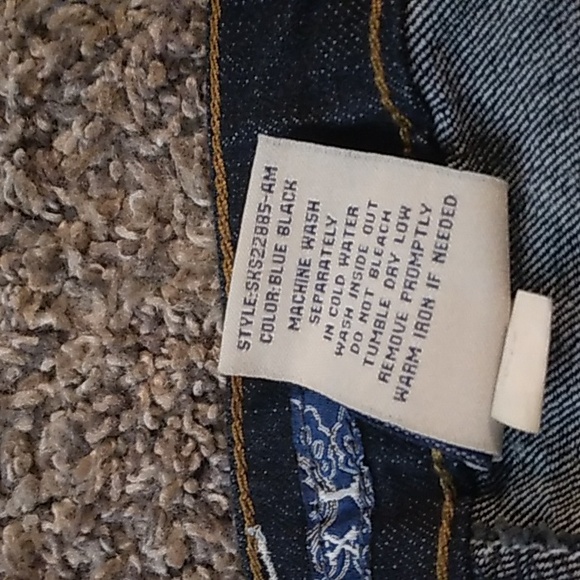 STYLE:SKS22885-AM
COLOR:BLUE BLACK
MACHINE WASH
SEPARATELY
IN COLD WATER
WASH INSIDE OUT
DO NOT BLEACH
TUMBLE DRY LOW
REMOVE PROMPTLY
WARM IRON IF NEEDED